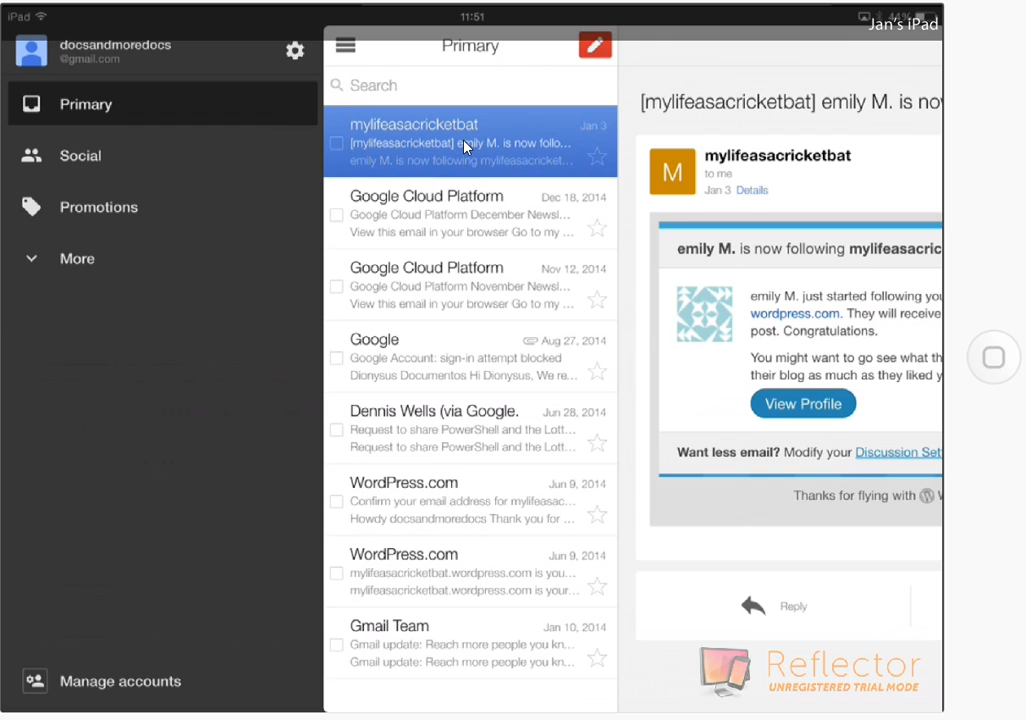 iPad 11:51 44%
Jan's iPad
docsandmoredocs
@gmail.com
Primary
Social
Promotions
More
Manage accounts
Primary
Search
mylifeasacricketbat Jan 3
[mylifeasacricketbat] emily M. is now follo...
emily M. is now following mylifeasacricket...
Google Cloud Platform Dec 18, 2014
Google Cloud Platform December Newsl...
View this email in your browser Go to my ...
Google Cloud Platform Nov 12, 2014
Google Cloud Platform November Newsl...
View this email in your browser Go to my ...
Google Aug 27, 2014
Google Account: sign-in attempt blocked
Dionysus Documentos Hi Dionysus, We re...
Dennis Wells (via Google. Jun 28, 2014
Request to share PowerShell and the Lott...
Request to share PowerShell and the Lott...
WordPress.com Jun 9, 2014
Confirm your email address for mylifeasac...
Howdy docsandmoredocs Thank you for ...
WordPress.com Jun 9, 2014
mylifeasacricketbat.wordpress.com is you...
mylifeasacricketbat.wordpress.com is your...
Gmail Team Jan 10, 2014
Gmail update: Reach more people you kn...
Gmail update: Reach more people you kn...
[mylifeasacricketbat] emily M. is now
M
mylifeasacricketbat
to me
Jan 3 Details
emily M. is now following mylifeasacric
emily M. just started following you
wordpress.com. They will receive
post. Congratulations.
You might want to go see what th
their blog as much as they liked y
View Profile
Want less email? Modify your Discussion Set
Thanks for flying with W
Reply
Reflector
UNREGISTERED TRIAL MODE